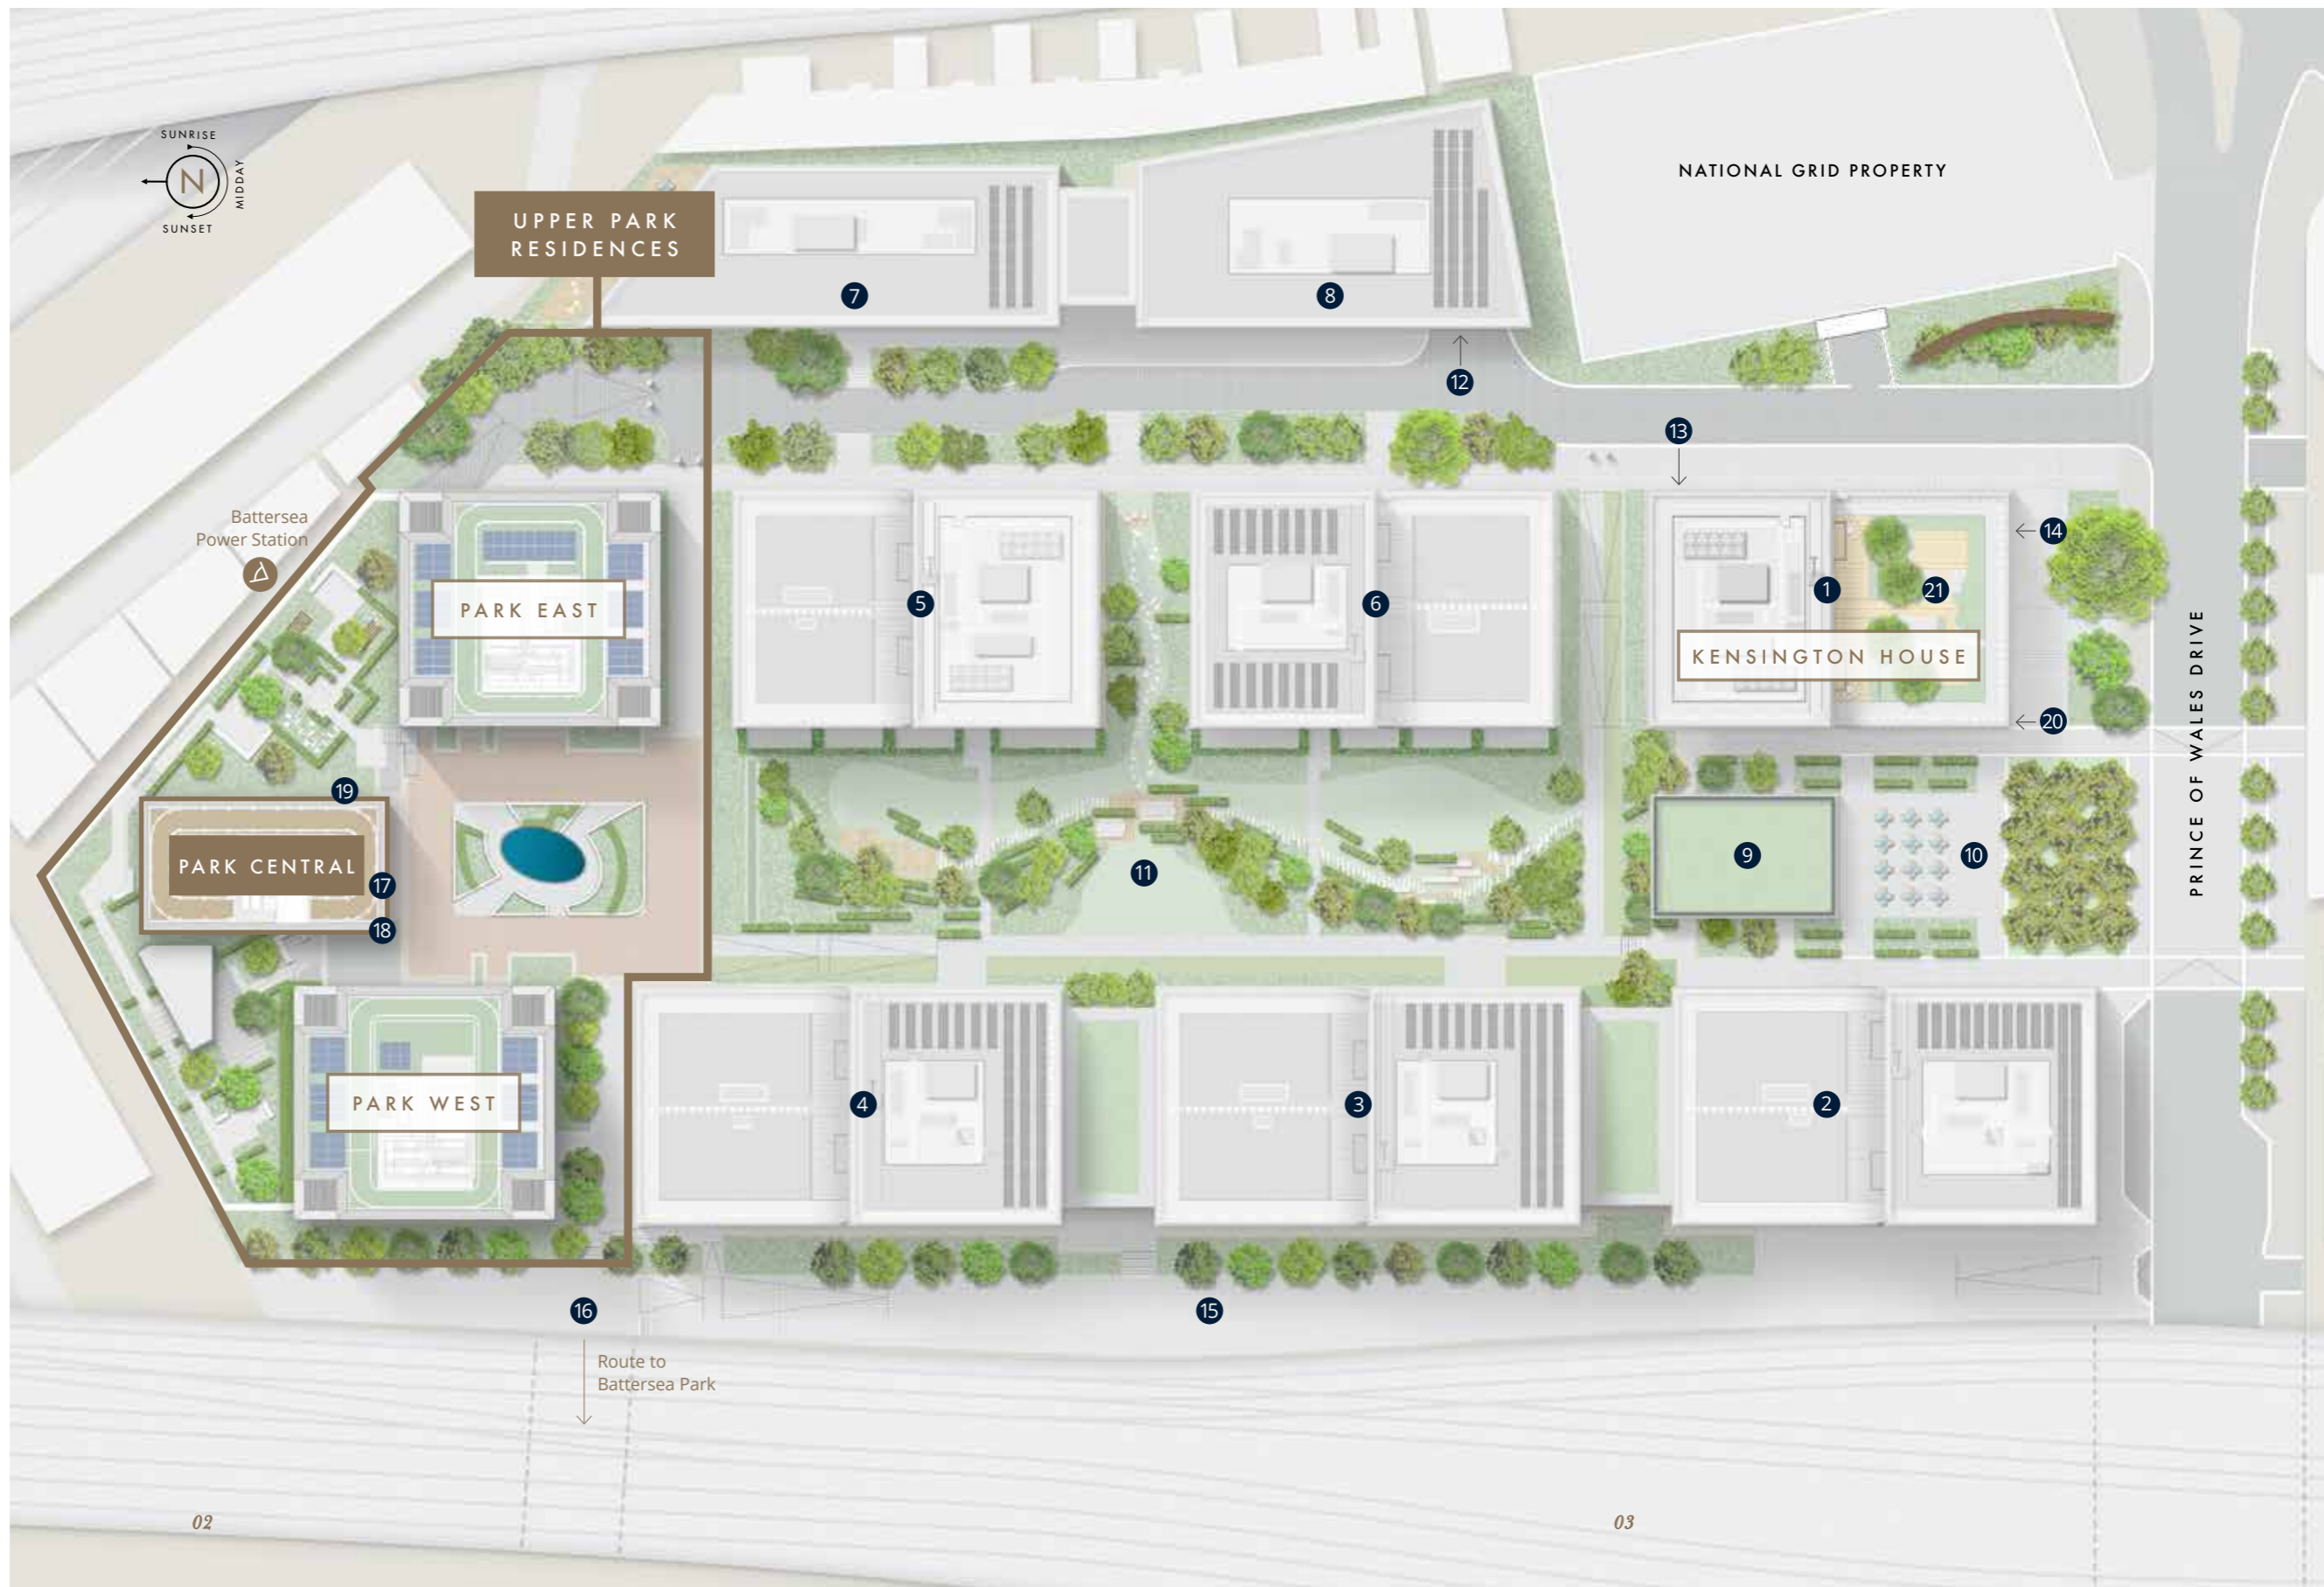 SUNRISE
N
MIDDAY
SUNSET
NATIONAL GRID PROPERTY
UPPER PARK
RESIDENCES
7
8
12
13
Battersea
Power Station
PARK EAST
5
6
1
21
14
KENSINGTON HOUSE
20
PRINCE OF WALES DRIVE
19
PARK CENTRAL
17
18
11
9
10
PARK WEST
4
3
2
16
15
Route to
Battersea Park
02
03